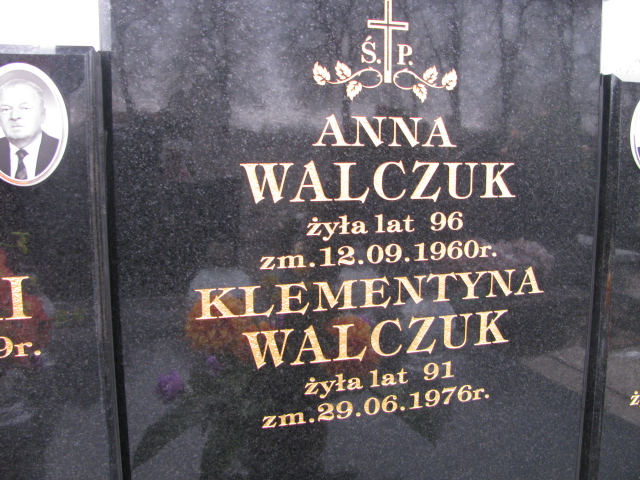 Ś. P.
ANNA
WALCZUK
żyła lat 96
zm.12.09.1960r.
KLEMENTYNA
WALCZUK
żyła lat 91
zm.29.06.1976r.